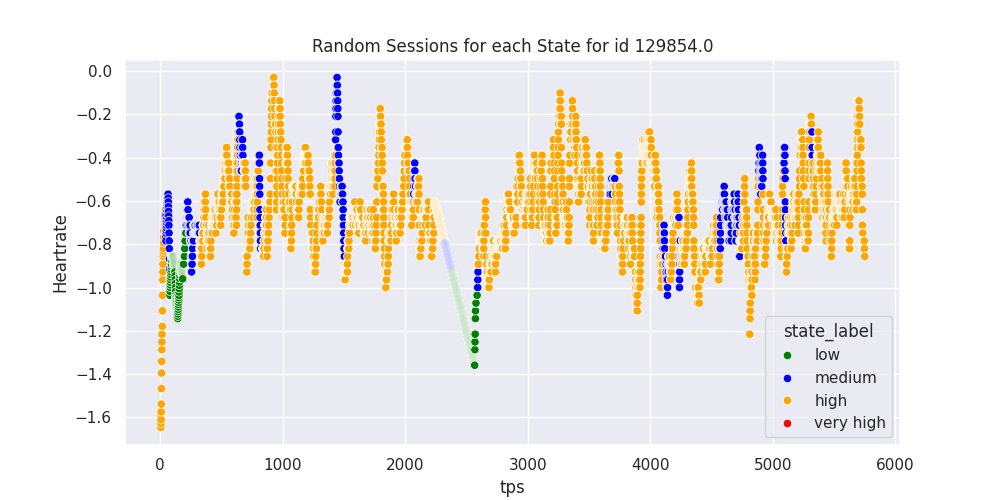 Random Sessions for each State for id 129854.0
0.0
−0.2
−0.4
−0.6
−0.8
−1.0
−1.2
−1.4
−1.6
Heartrate
0 1000 2000 3000 4000 5000 6000
tps
state_label
low
medium
high
very high